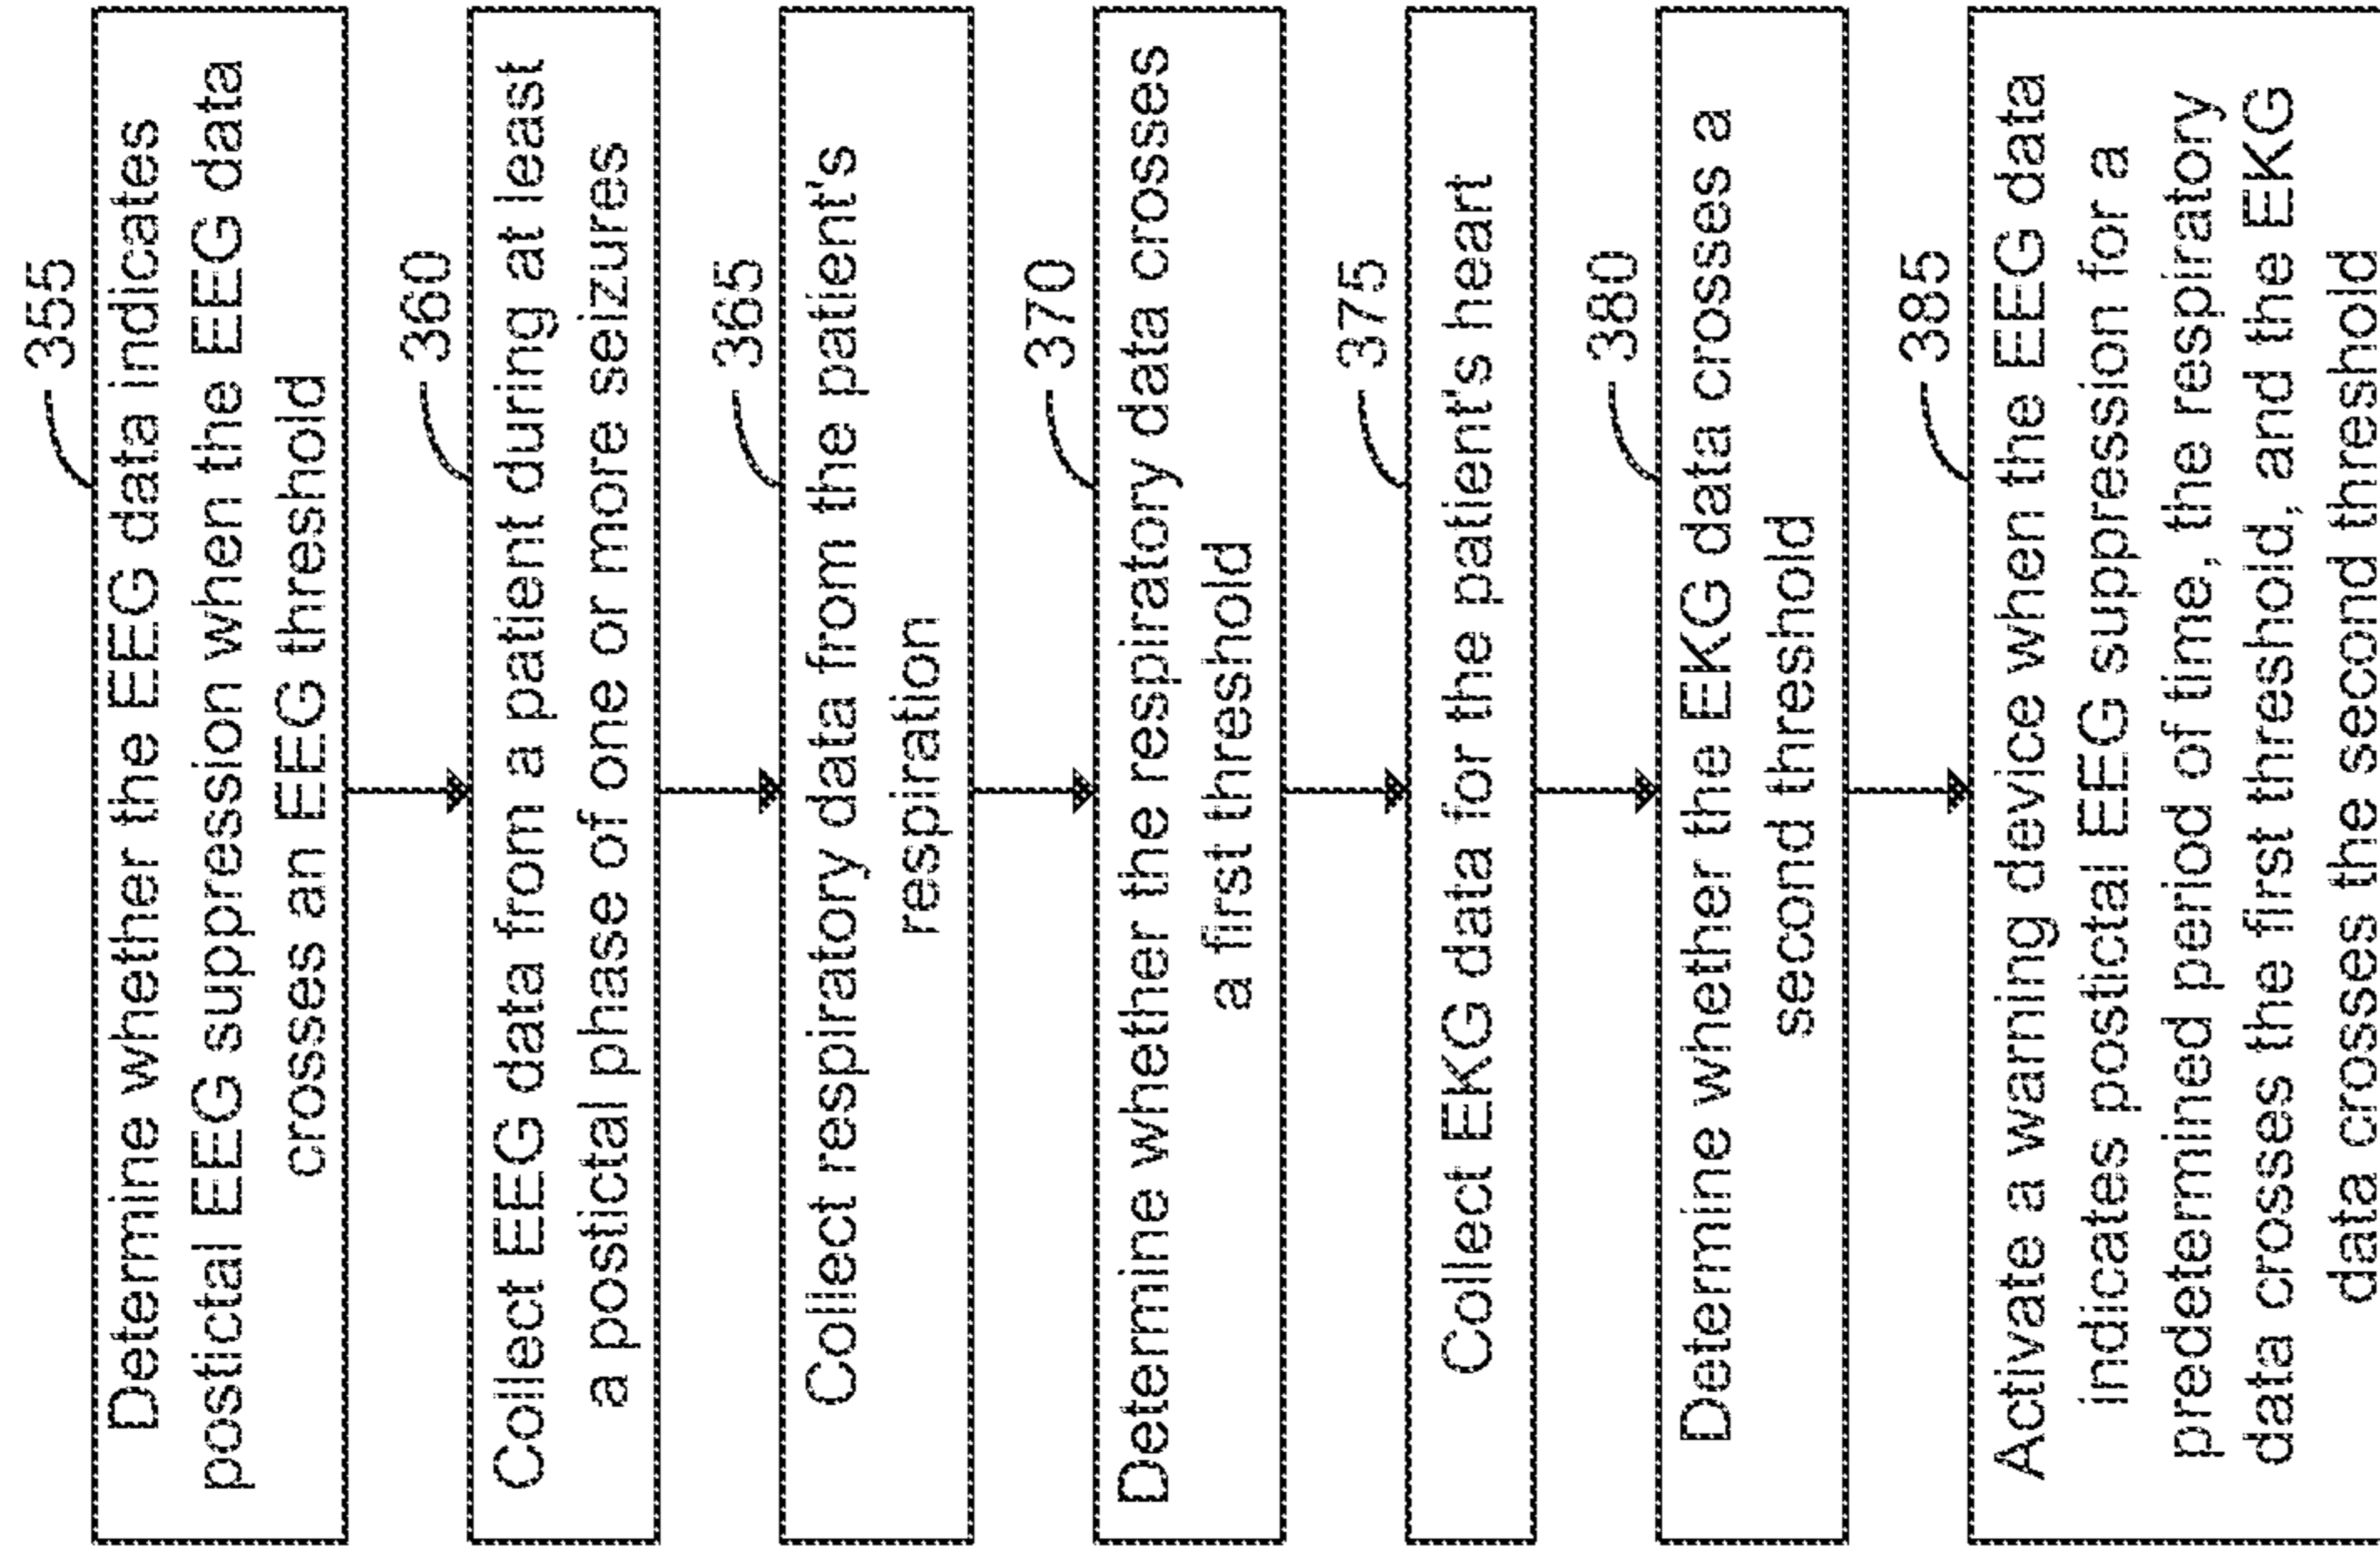 355
Determine whether the EEG data indicates
postictal EEG suppression when the EEG data
crosses an EEG threshold
360
Collect EEG data from a patient during at least
a postictal phase of one or more seizures
365
Collect respiratory data from the patient's
respiration
370
Determine whether the respiratory data crosses
a first threshold
375
Collect EKG data for the patient's heart
380
Determine whether the EKG data crosses a
second threshold
385
Activate a warning device when the EEG data
indicates postictal EEG suppression for a
predetermined period of time, the respiratory
data crosses the first threshold, and the EKG
data crosses the second threshold